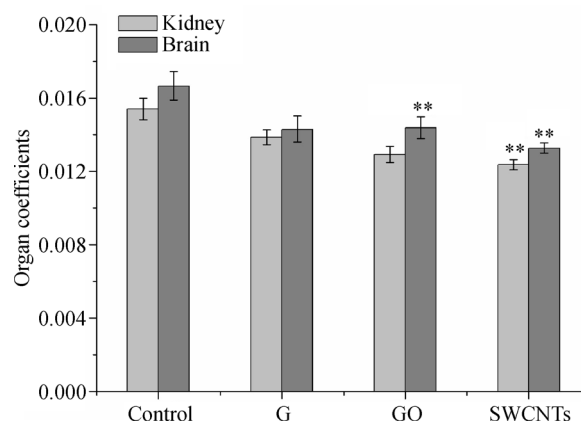 0.020
0.016
0.012
0.008
0.004
0.000
Organ coefficients
Kidney
Brain
**
**
**
Control G GO SWCNTs